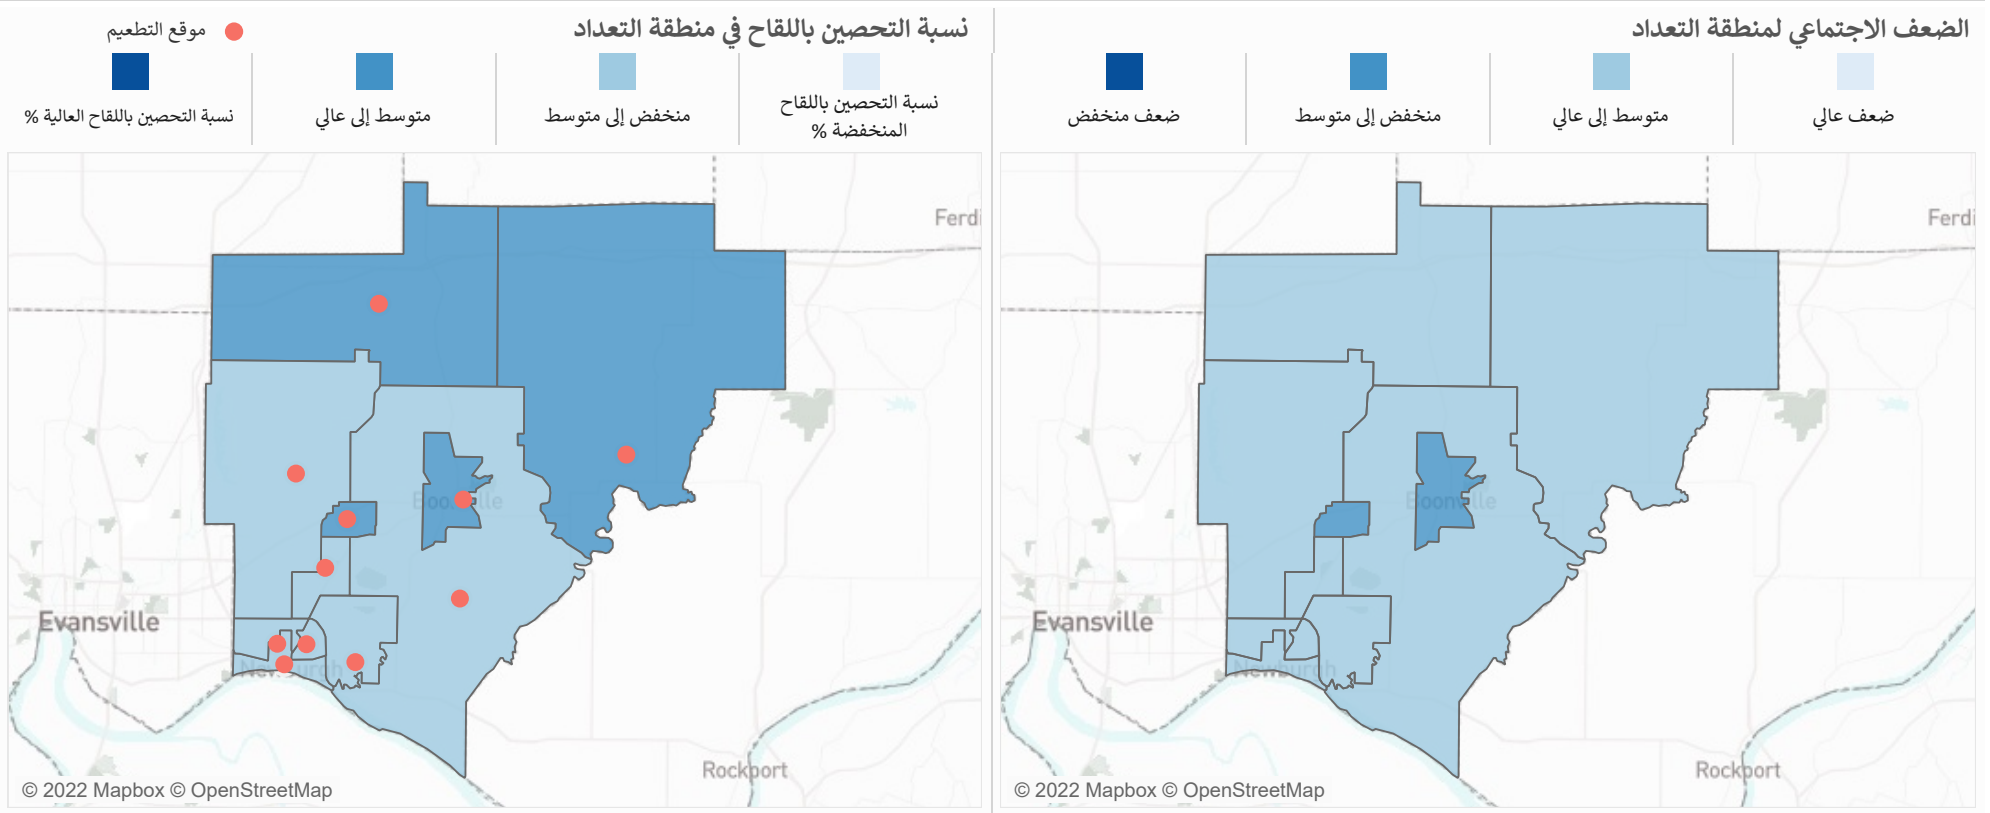 الضعف الاجتماعي لمنطقة التعداد
ضعف عالي
متوسط إلى عالي
منخفض إلى متوسط
ضعف منخفض
Ferdi
Boonville
Evansville
Newburgh
Rockport
© 2022 Mapbox © OpenStreetMap
نسبة التحصين باللقاح في منطقة التعداد
موقع التطعيم
نسبة التحصين باللقاح
المنخفضة %
منخفض إلى متوسط
متوسط إلى عالي
نسبة التحصين باللقاح العالية %
Ferdi
Boonville
Evansville
Newburgh
Rockport
© 2022 Mapbox © OpenStreetMap